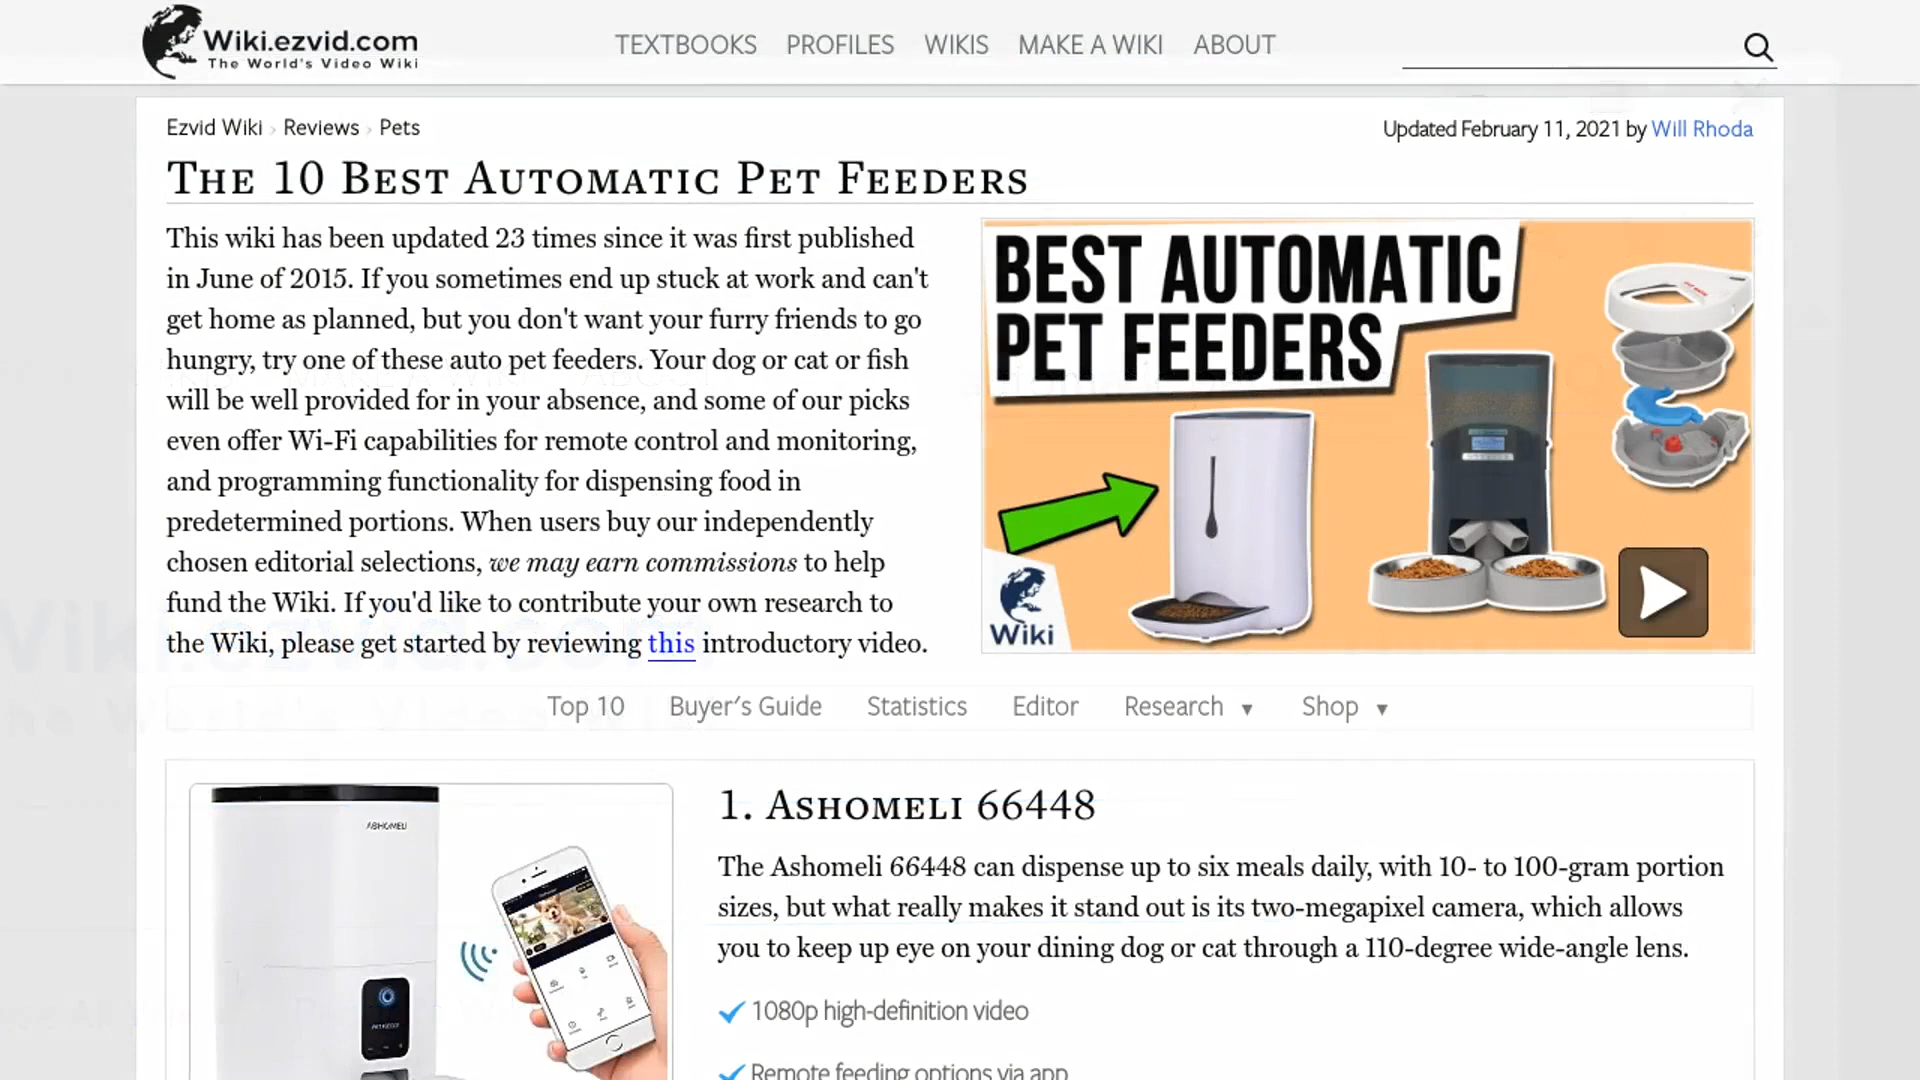 Wiki.ezvid.com
The World's Video Wiki
TEXTBOOKS PROFILES WIKIS MAKE A WIKI ABOUT
Ezvid Wiki › Reviews › Pets
Updated February 11, 2021 by Will Rhoda
The 10 Best Automatic Pet Feeders
This wiki has been updated 23 times since it was first published
in June of 2015. If you sometimes end up stuck at work and can't
get home as planned, but you don't want your furry friends to go
hungry, try one of these auto pet feeders. Your dog or cat or fish
will be well provided for in your absence, and some of our picks
even offer Wi-Fi capabilities for remote control and monitoring,
and programming functionality for dispensing food in
predetermined portions. When users buy our independently
chosen editorial selections, we may earn commissions to help
fund the Wiki. If you'd like to contribute your own research to
the Wiki, please get started by reviewing this introductory video.
BEST AUTOMATIC
PET FEEDERS
Wiki
Top 10 Buyer's Guide Statistics Editor Research ▼ Shop ▼
ASHOMELI
1. Ashomeli 66448
The Ashomeli 66448 can dispense up to six meals daily, with 10- to 100-gram portion
sizes, but what really makes it stand out is its two-megapixel camera, which allows
you to keep up eye on your dining dog or cat through a 110-degree wide-angle lens.
1080p high-definition video
Remote feeding options via app